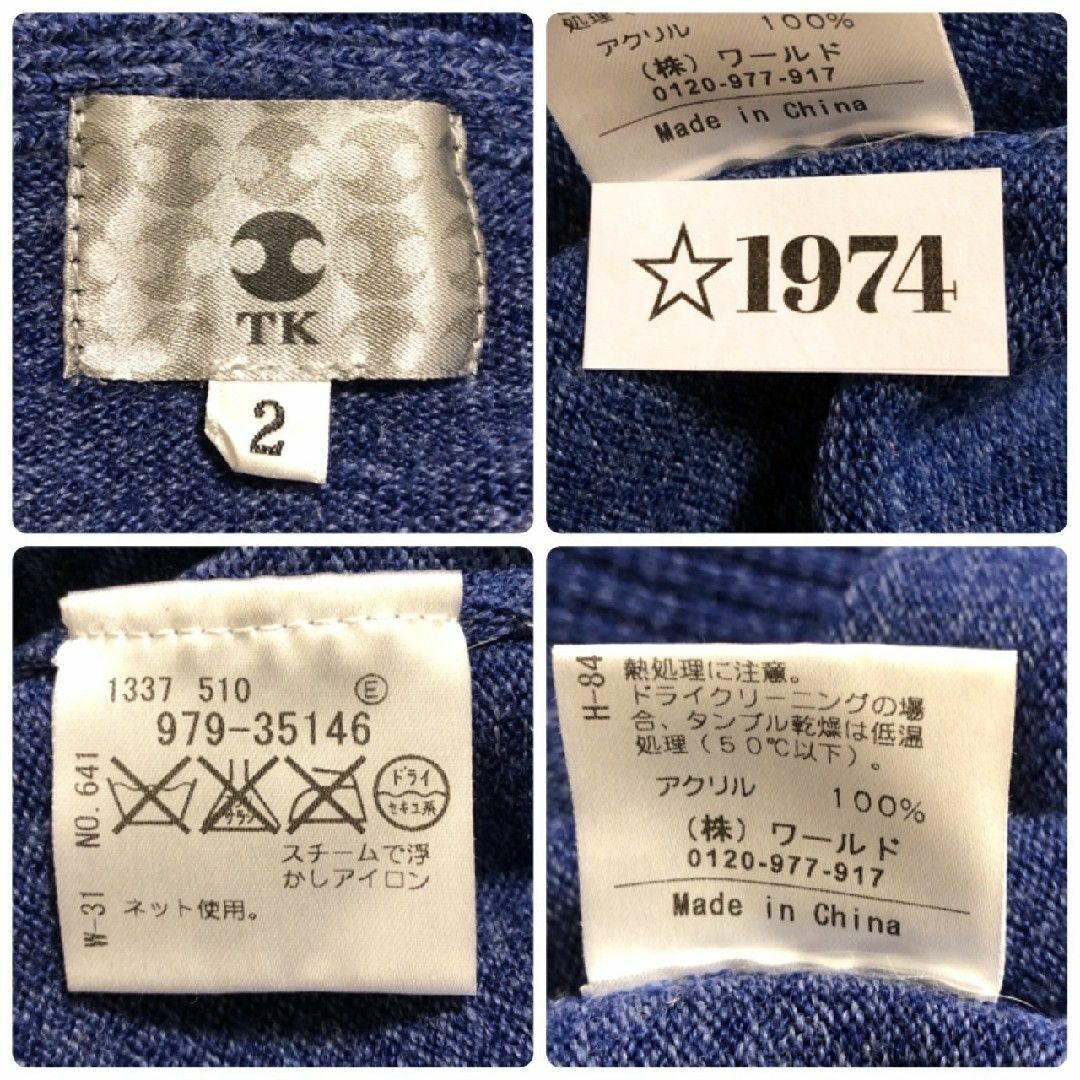 TK
2
処理(
アクリル 100%
(株) ワールド
0120-977-917
Made in China
☆1974
1337 510 Ⓔ
979-35146
NO.641
W-31
サラシ
ドライ
セキユ系
スチームで浮
かしアイロン
ネット使用。
H-84
熱処理に注意。
ドライクリーニングの場
合、タンブル乾燥は低温
処理(50℃以下)。
アクリル 100%
(株) ワールド
0120-977-917
Made in China